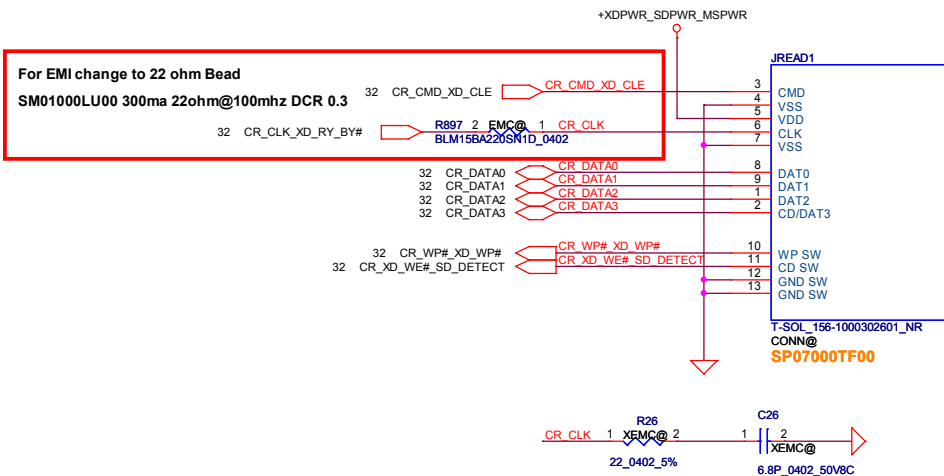 +XDPWR_SDPWR_MSPWR
For EMI change to 22 ohm Bead
SM01000LU00 300ma 22ohm@100mhz DCR 0.3
JREAD1
32 CR_CMD_XD_CLE CR_CMD_XD_CLE 3 CMD
4 VSS
5 VDD
32 CR_CLK_XD_RY_BY# R897 2 EMC@ 1 CR_CLK 6 CLK
BLM15BA220SN1D_0402
7 VSS
32 CR_DATA0 CR_DATA0 8 DAT0
32 CR_DATA1 CR_DATA1 9 DAT1
32 CR_DATA2 CR_DATA2 1 DAT2
32 CR_DATA3 CR_DATA3 2 CD/DAT3
32 CR_WP#_XD_WP# CR_WP#_XD_WP# 10 WP SW
32 CR_XD_WE#_SD_DETECT CR_XD_WE#_SD_DETECT 11 CD SW
12 GND SW
13 GND SW
T-SOL_156-1000302601_NR
CONN@
SP07000TF00
R26 C26
CR_CLK 1 XEMC@ 2 1 2
XEMC@
22_0402_5% 6.8P_0402_50V8C